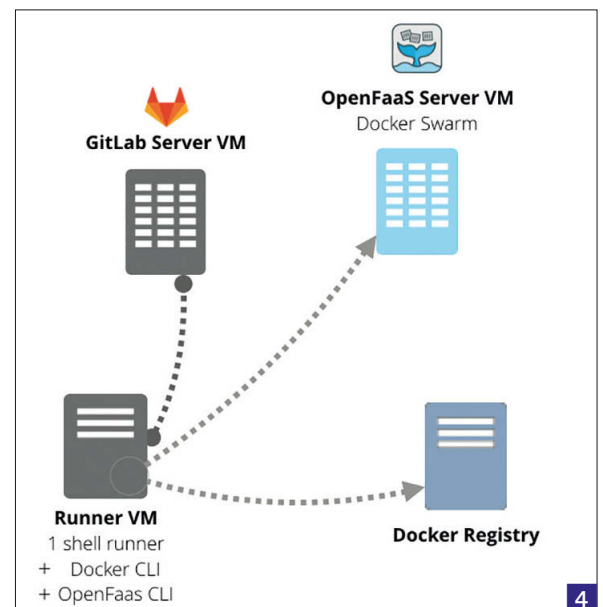 OpenFaaS Server VM
Docker Swarm
GitLab Server VM
Runner VM
1 shell runner
+ Docker CLI
+ OpenFaas CLI
Docker Registry
4